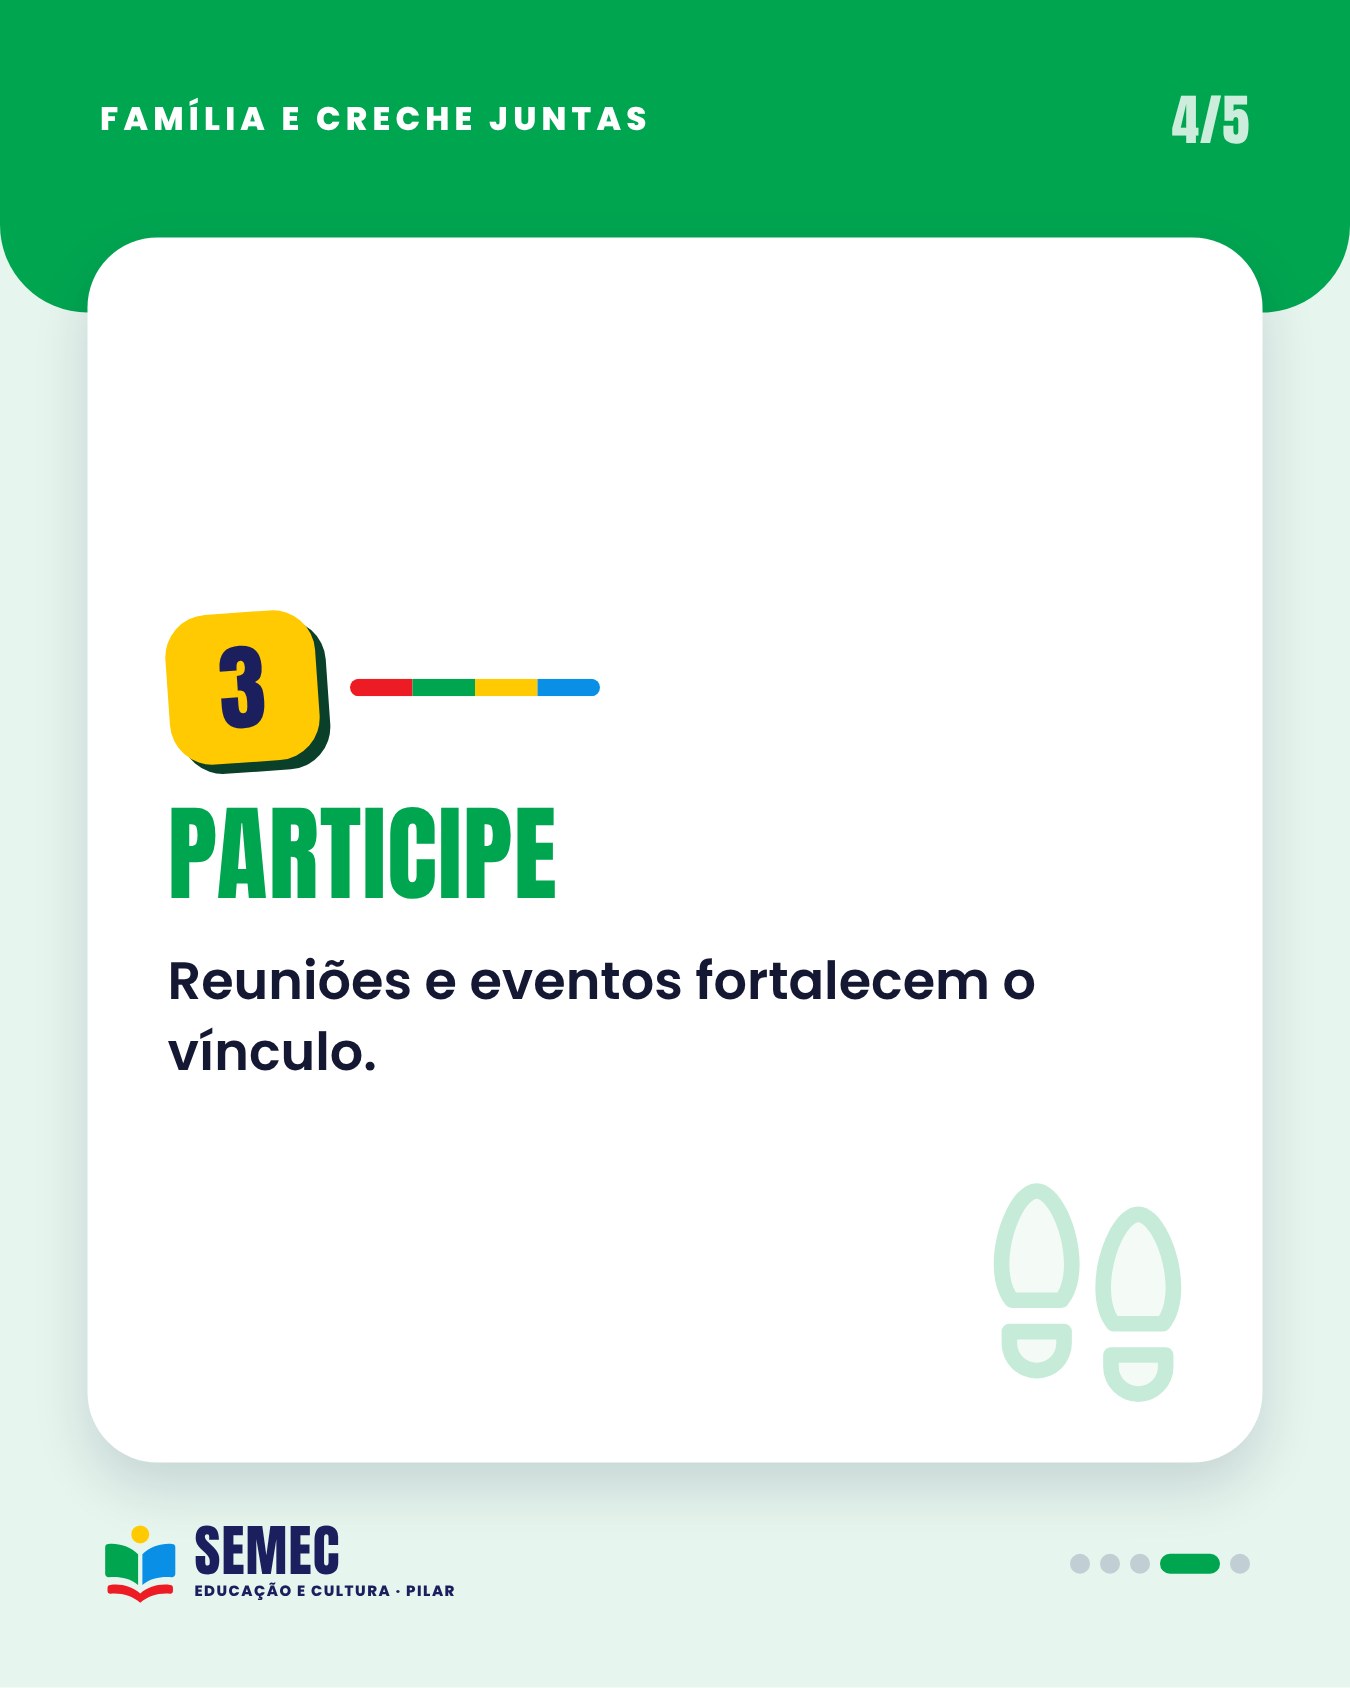 FAMÍLIA E CRECHE JUNTAS
4/5
3
PARTICIPE
Reuniões e eventos fortalecem o
vínculo.
SEMEC
EDUCAÇÃO E CULTURA · PILAR